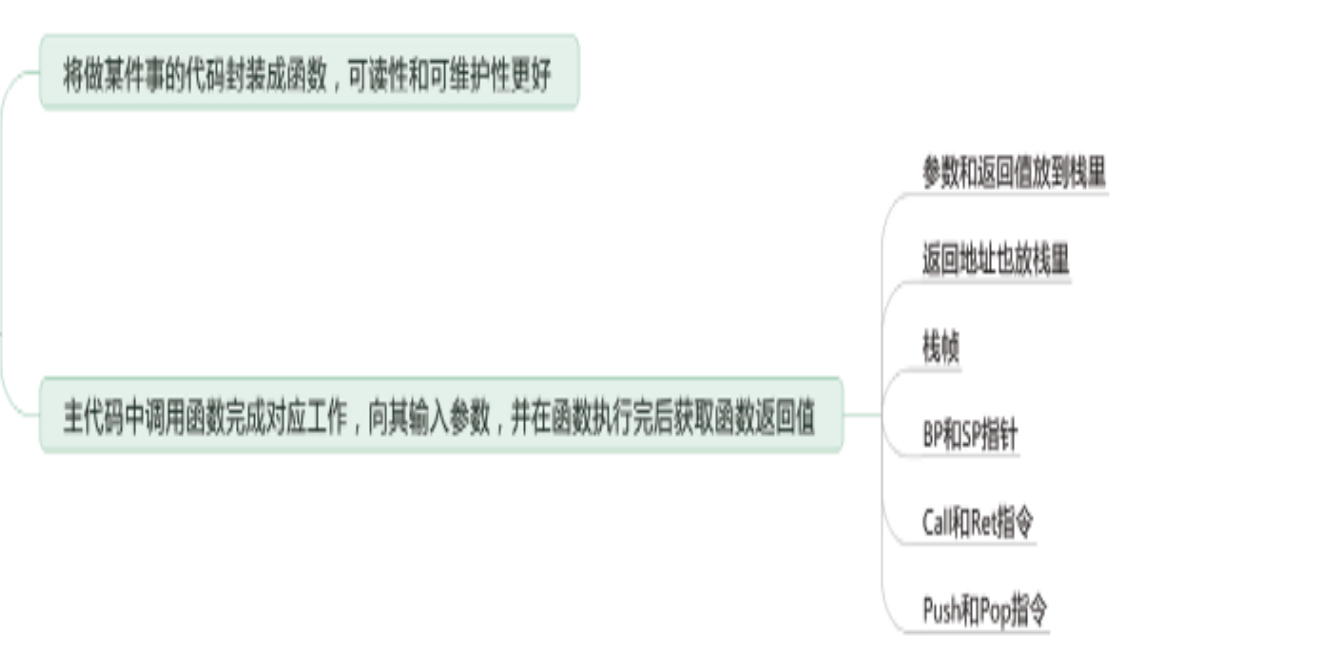 将做某件事的代码封装成函数，可读性和可维护性更好
参数和返回值放到栈里
返回地址也放栈里
栈帧
主代码中调用函数完成对应工作，向其输入参数，并在函数执行完后获取函数返回值
BP和SP指针
Call和Ret指令
Push和Pop指令